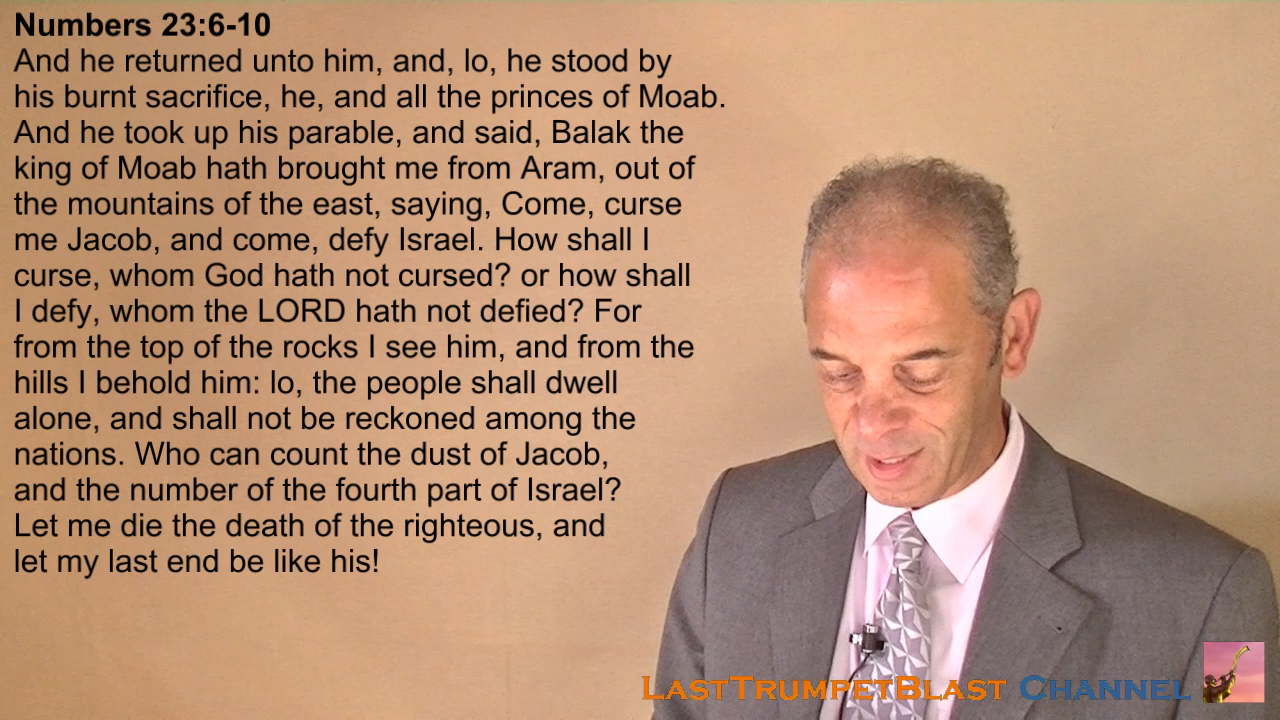 Numbers 23:6-10
And he returned unto him, and, lo, he stood by
his burnt sacrifice, he, and all the princes of Moab.
And he took up his parable, and said, Balak the
king of Moab hath brought me from Aram, out of
the mountains of the east, saying, Come, curse
me Jacob, and come, defy Israel. How shall I
curse, whom God hath not cursed? or how shall
I defy, whom the LORD hath not defied? For
from the top of the rocks I see him, and from the
hills I behold him: lo, the people shall dwell
alone, and shall not be reckoned among the
nations. Who can count the dust of Jacob,
and the number of the fourth part of Israel?
Let me die the death of the righteous, and
let my last end be like his!
LastTrumpetBlast Channel